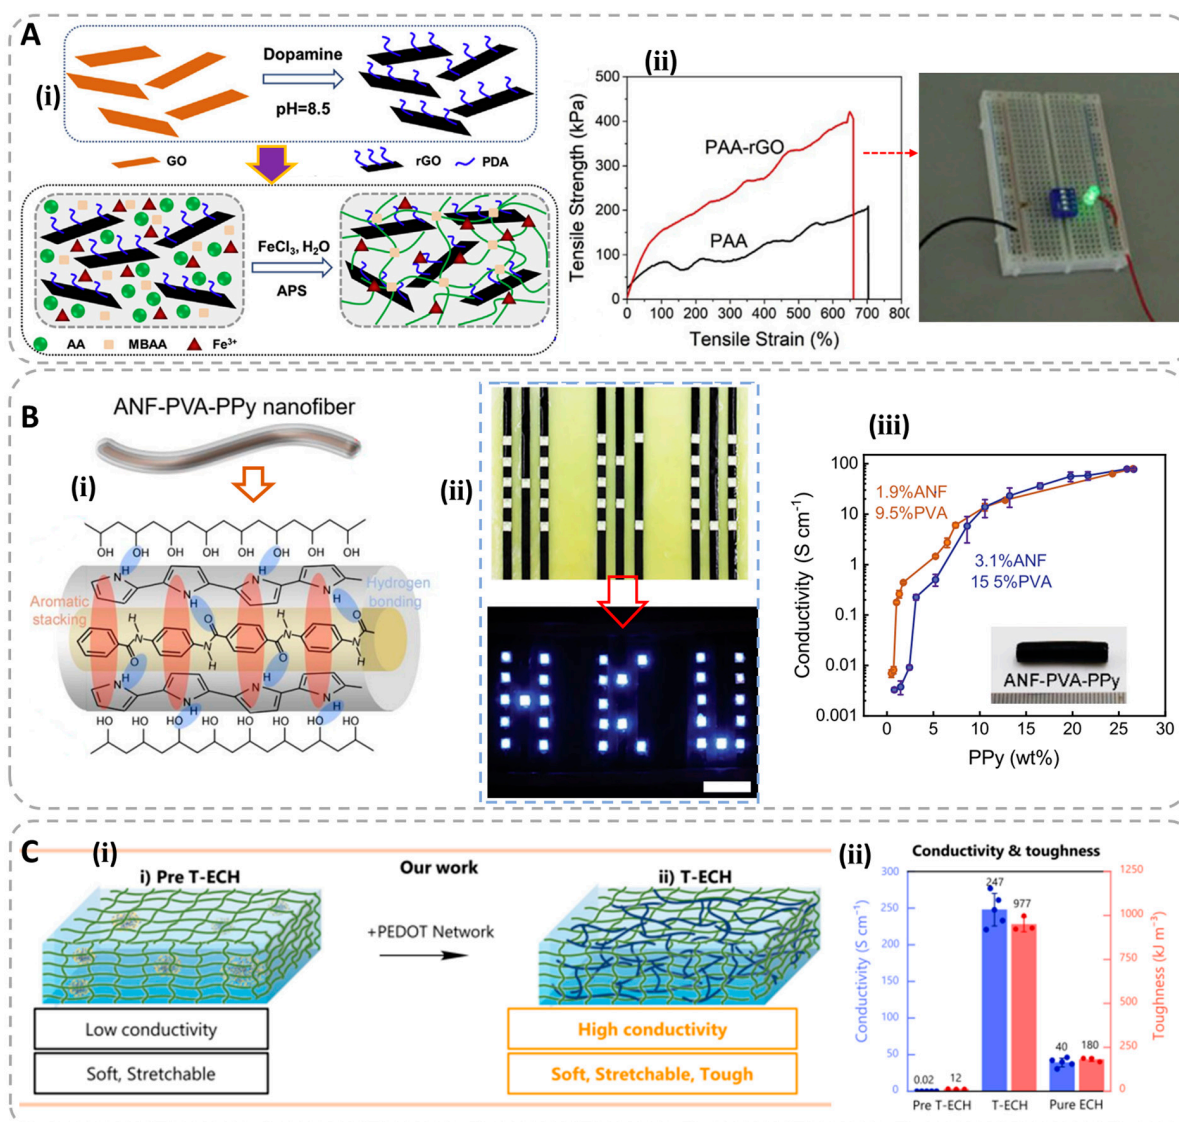 A
(i)
Dopamine
pH=8.5
GO
rGO
PDA
FeCl₃, H₂O
APS
AA
MBAA
Fe³⁺
(ii)
Tensile Strength (kPa)
500
400
300
200
100
0
PAA-rGO
PAA
0 100 200 300 400 500 600 700 800
Tensile Strain (%)
B
ANF-PVA-PPy nanofiber
(i)
OH OH OH OH OH OH OH OH
H
N
H
N
Hydrogen
bonding
Aromatic
stacking
H
N
H
N
HO HO HO HO HO HO HO HO
(ii)
(iii)
Conductivity (S cm⁻¹)
100
10
1
0.1
0.01
0.001
1.9%ANF
9.5%PVA
3.1%ANF
15 5%PVA
ANF-PVA-PPy
0 5 10 15 20 25 30
PPy (wt%)
C
(i)
Our work
i) Pre T-ECH
ii) T-ECH
+PEDOT Network
Low conductivity
Soft, Stretchable
High conductivity
Soft, Stretchable, Tough
(ii)
Conductivity & toughness
Conductivity (S cm⁻¹)
300
250
200
150
100
50
0
0.02
12
247
977
40
180
1250
1000
750
500
250
0
Toughness (kJ m⁻³)
Pre T-ECH T-ECH Pure ECH